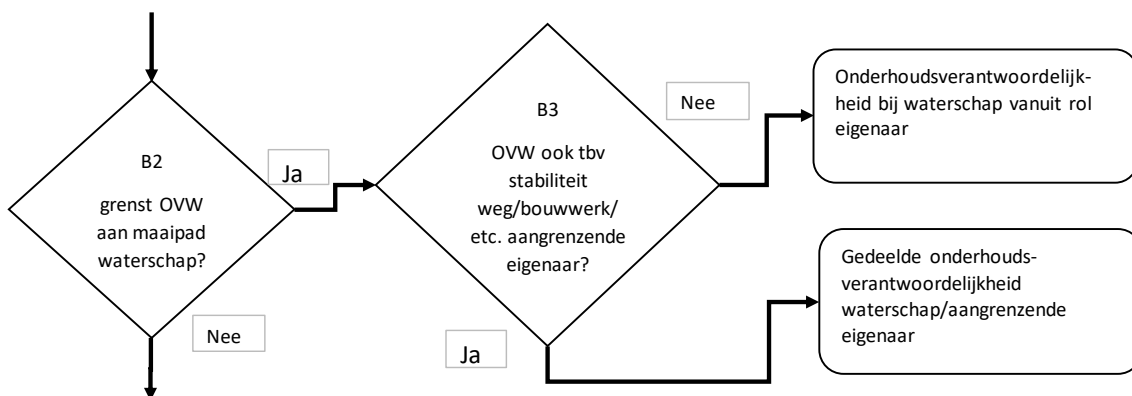 B2
grenst OVW
aan maaipad
waterschap?
Ja
Nee
B3
OVW ook tbv
stabiliteit
weg/bouwwerk/
etc. aangrenzende
eigenaar?
Nee
Ja
Onderhoudsverantwoordelijk-
heid bij waterschap vanuit rol
eigenaar
Gedeelde onderhouds-
verantwoordelijkheid
waterschap/aangrenzende
eigenaar